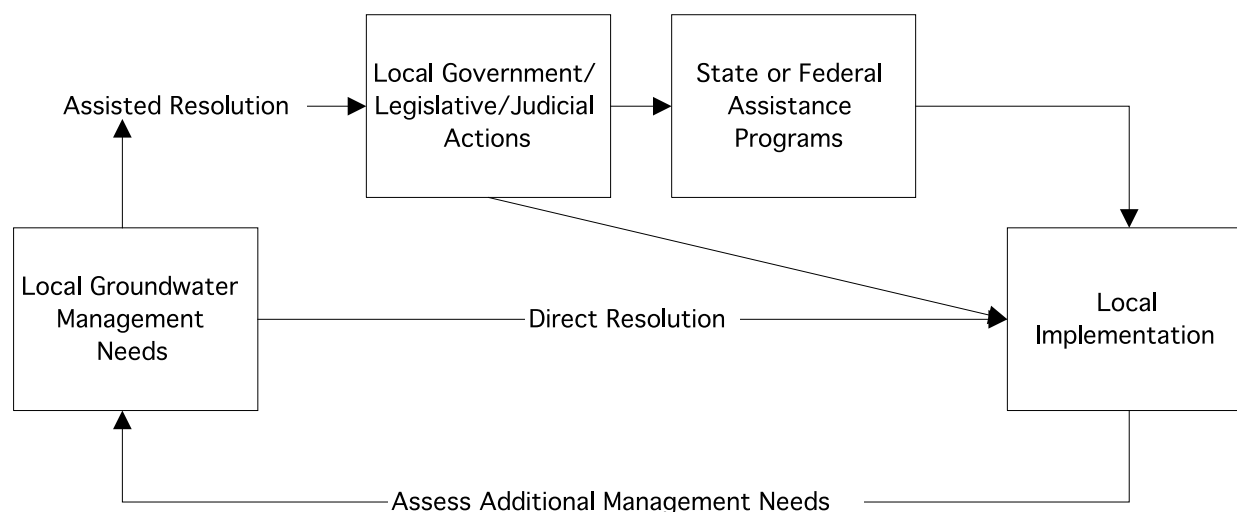 Local Government/
Legislative/Judicial
Actions
State or Federal
Assistance
Programs
Assisted Resolution
Local Groundwater
Management
Needs
Direct Resolution
Local
Implementation
Assess Additional Management Needs